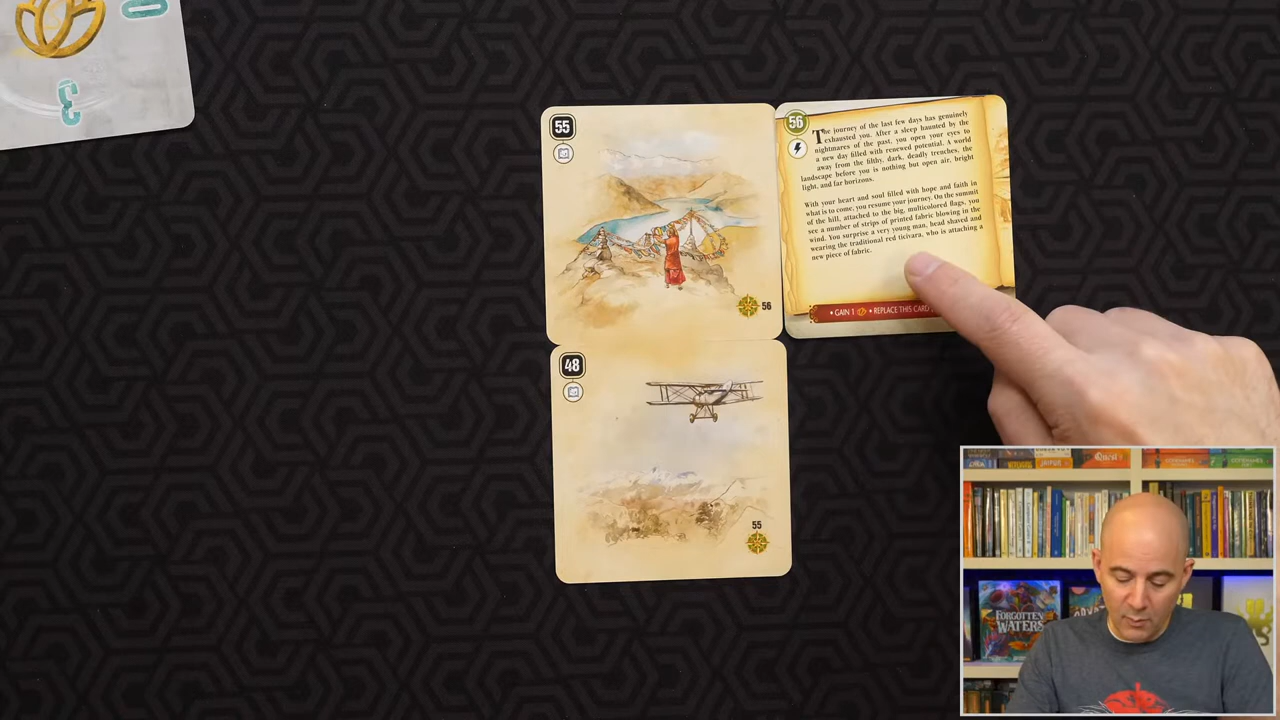 0
3
55
56
56
The journey of the last few days has genuinely
exhausted you. After a sleep haunted by the
nightmares of the past, you open your eyes to
a new day filled with renewed potential. A world
away from the filthy, dark, deadly trenches, the
landscape before you is nothing but open air, bright
light, and far horizons.
With your heart and soul filled with hope and faith in
what is to come, you resume your journey. On the summit
of the hill, attached to the big, multicolored flags, you
see a number of strips of printed fabric blowing in the
wind. You surprise a very young man, head shaved and
wearing the traditional red ticivara, who is attaching a
new piece of fabric.
• GAIN 1 • REPLACE THIS CARD
48
55
Quest
FORGOTTEN
WATERS